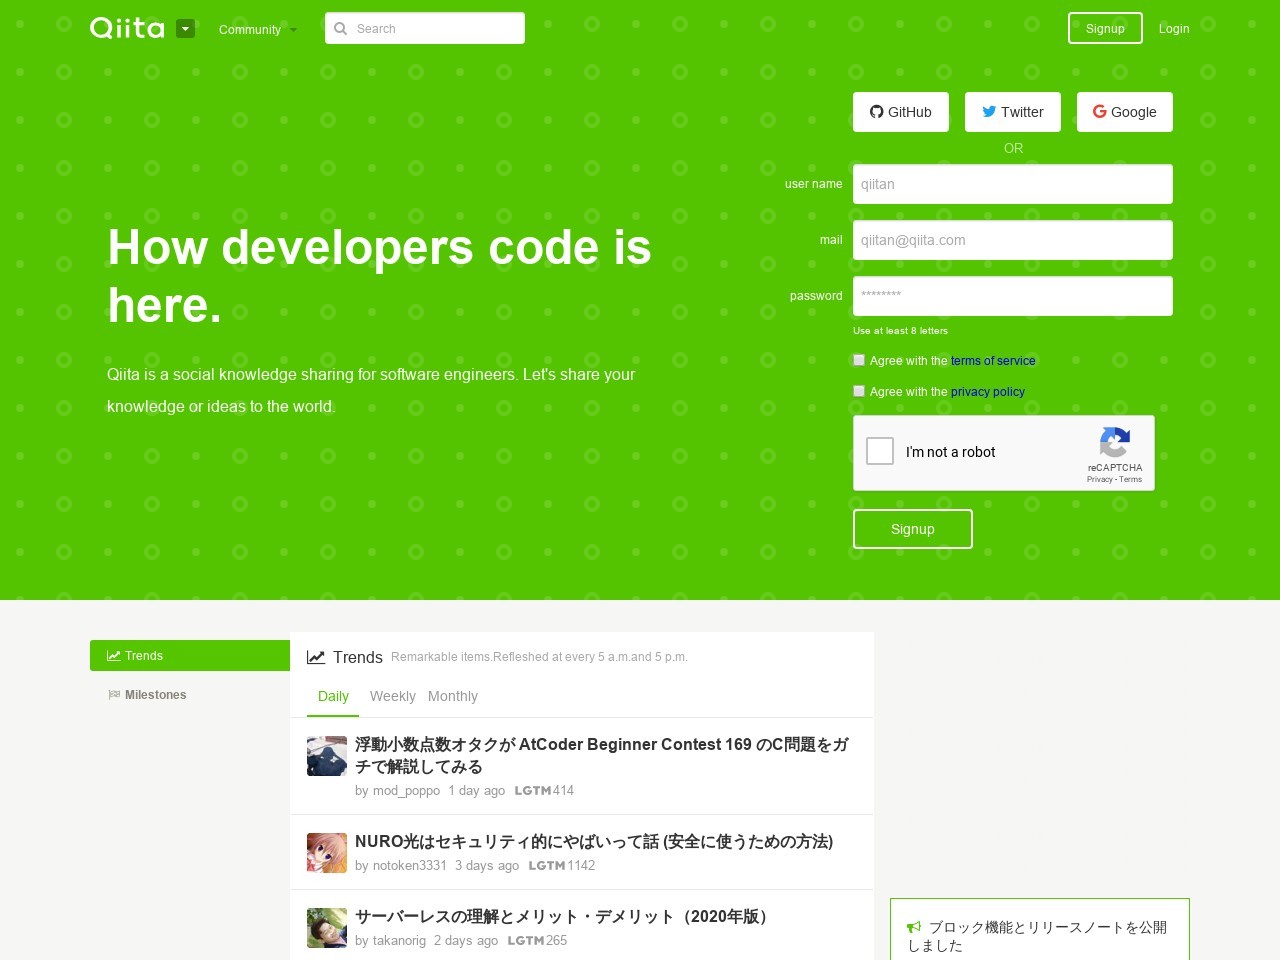 Qiita
Community
Search
Signup
Login
GitHub
Twitter
Google
OR
user name
qiitan
mail
qiitan@qiita.com
password
********
Use at least 8 letters
Agree with the terms of service
Agree with the privacy policy
I'm not a robot
reCAPTCHA
Privacy - Terms
Signup
How developers code is
here.
Qiita is a social knowledge sharing for software engineers. Let's share your
knowledge or ideas to the world.
Trends
Milestones
Trends Remarkable items.Refleshed at every 5 a.m.and 5 p.m.
Daily Weekly Monthly
浮動小数点数オタクが AtCoder Beginner Contest 169 のC問題をガ
チで解説してみる
by mod_poppo 1 day ago LGTM 414
NURO光はセキュリティ的にやばいって話 (安全に使うための方法)
by notoken3331 3 days ago LGTM 1142
サーバーレスの理解とメリット・デメリット（2020年版）
by takanorig 2 days ago LGTM 265
ブロック機能とリリースノートを公開
しました